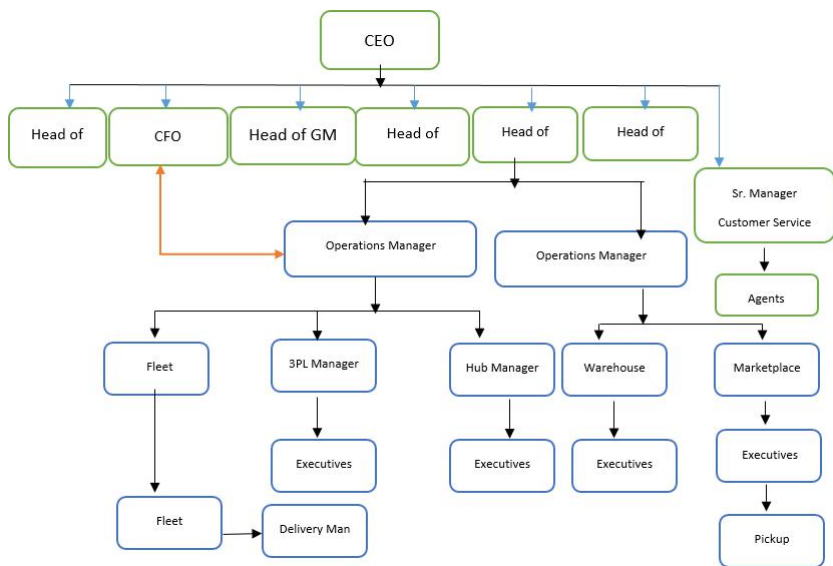 CEO
Head of
CFO
Head of GM
Head of
Head of
Head of
Sr. Manager
Customer Service
Operations Manager
Operations Manager
Agents
Fleet
3PL Manager
Hub Manager
Warehouse
Marketplace
Executives
Executives
Executives
Executives
Fleet
Delivery Man
Pickup